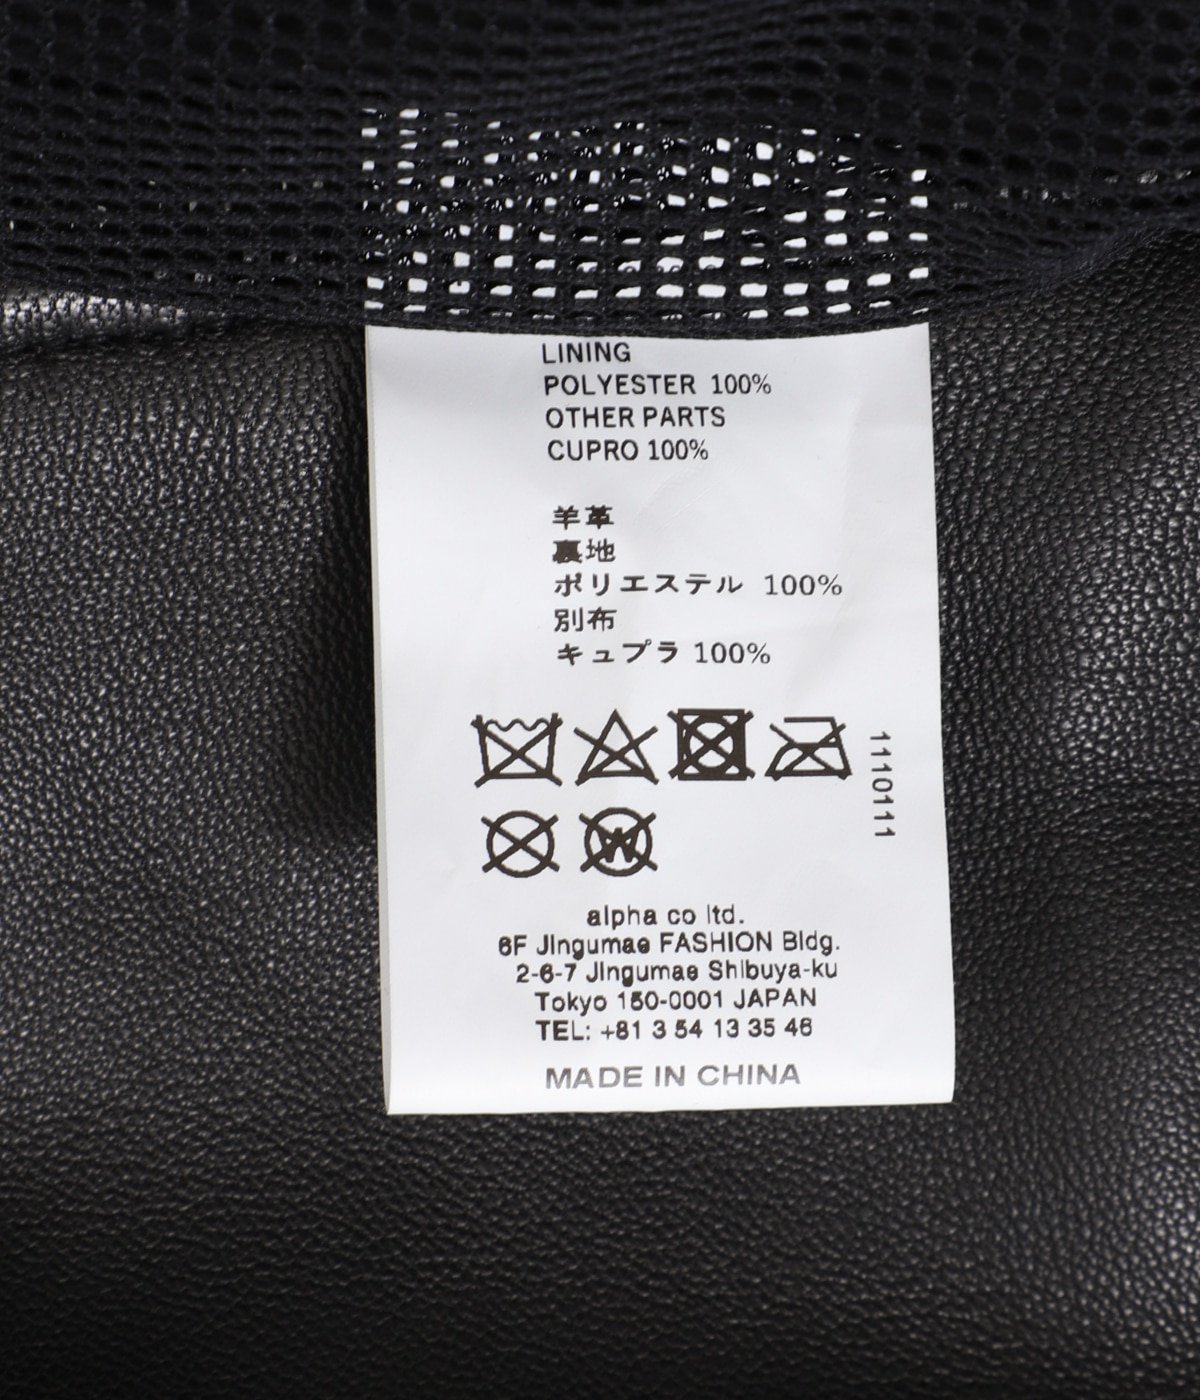 LINING
POLYESTER 100%
OTHER PARTS
CUPRO 100%
羊革
裏地
ポリエステル 100%
別布
キュプラ 100%
1110111
W
alpha co ltd.
6F Jingumae FASHION Bldg.
2-6-7 Jingumae Shibuya-ku
Tokyo 150-0001 JAPAN
TEL: +81 3 54 13 35 46
MADE IN CHINA